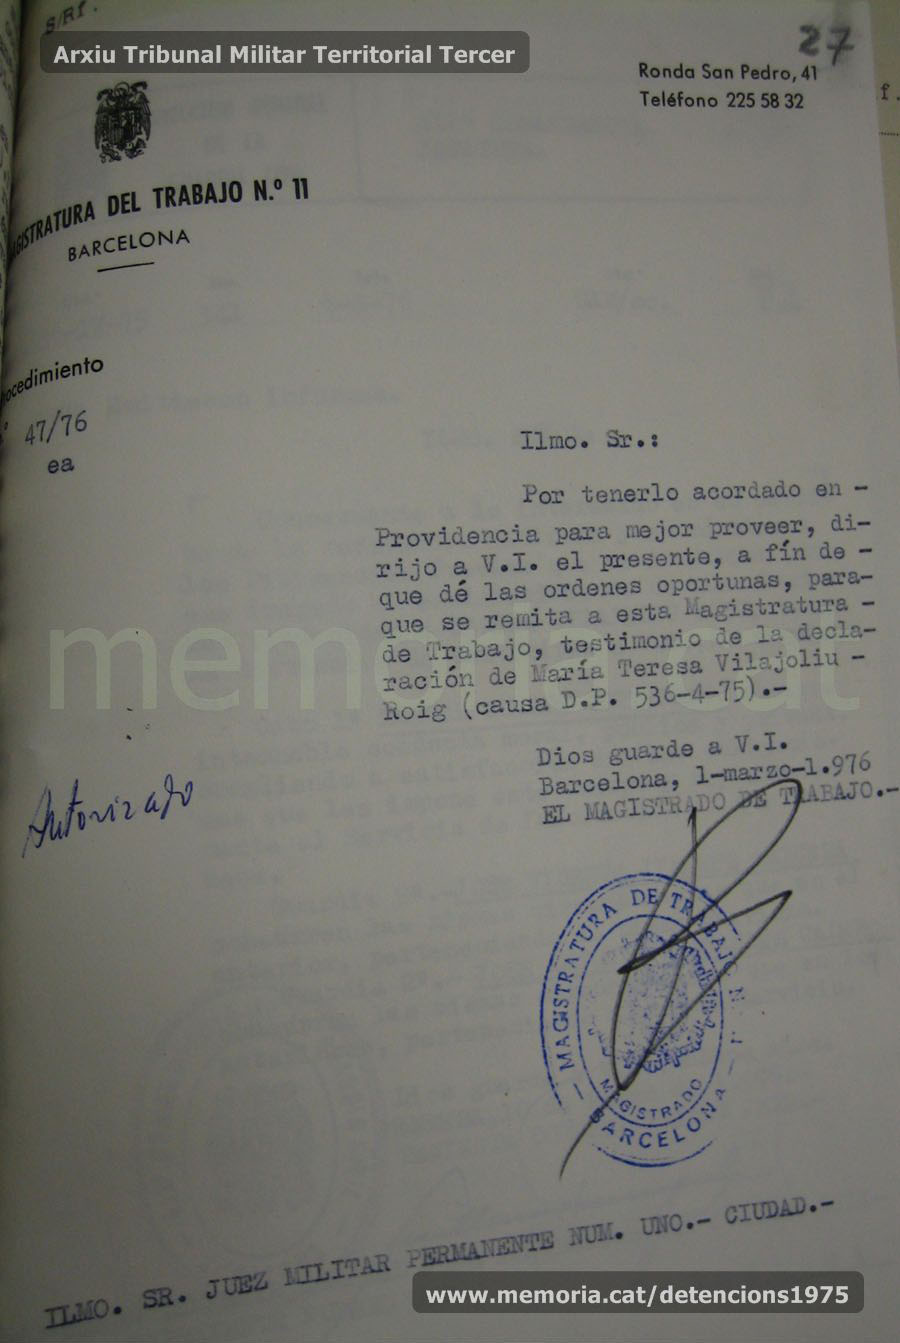 S/Rf.
Arxiu Tribunal Militar Territorial Tercer
27
Ronda San Pedro, 41
Teléfono 225 58 32
f.
MAGISTRATURA DEL TRABAJO N.º 11
BARCELONA
ocedimiento
º 47/76
ea
Ilmo. Sr.:
Por tenerlo acordado en -
Providencia para mejor proveer, di-
rijo a V.I. el presente, a fín de -
que dé las ordenes oportunas, para-
que se remita a esta Magistratura -
de Trabajo, testimonio de la decla-
ración de María Teresa Vilajoliu -
Roig (causa D.P. 536-4-75).-
memoria.cat
Dios guarde a V.I.
Barcelona, 1-marzo-1.976
EL MAGISTRADO DE TRABAJO.-
Autorizado
MAGISTRATURA DE TRABAJO N.
MAGISTRADO
BARCELONA
ILMO. SR. JUEZ MILITAR PERMANENTE NUM. UNO.- CIUDAD.-
www.memoria.cat/detencions1975